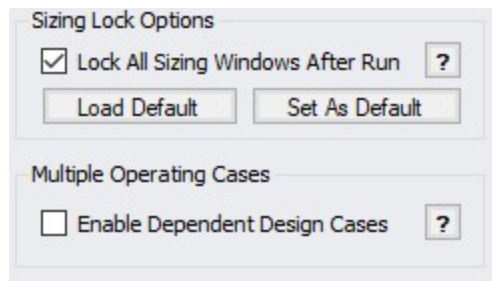 Sizing Lock Options
Lock All Sizing Windows After Run ?
Load Default Set As Default
Multiple Operating Cases
Enable Dependent Design Cases ?